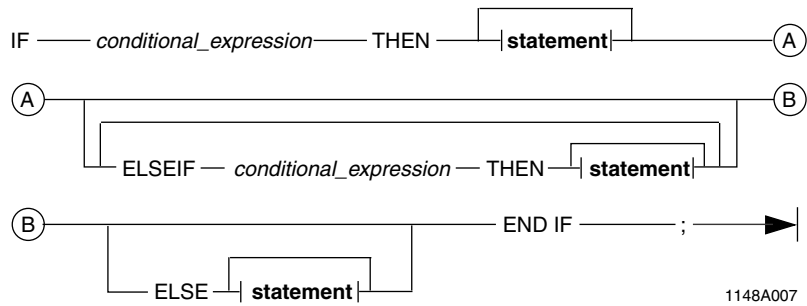 IF conditional_expression THEN statement A
A B
ELSEIF conditional_expression THEN statement
B END IF ;
ELSE statement
1148A007